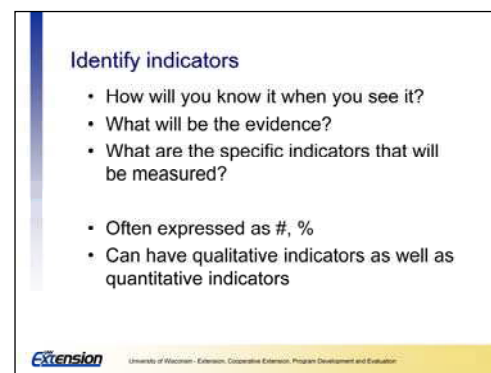 Identify indicators
• How will you know it when you see it?
• What will be the evidence?
• What are the specific indicators that will
be measured?
• Often expressed as #, %
• Can have qualitative indicators as well as
quantitative indicators
Extension
University of Wisconsin - Extension, Cooperative Extension, Program Development and Evaluation